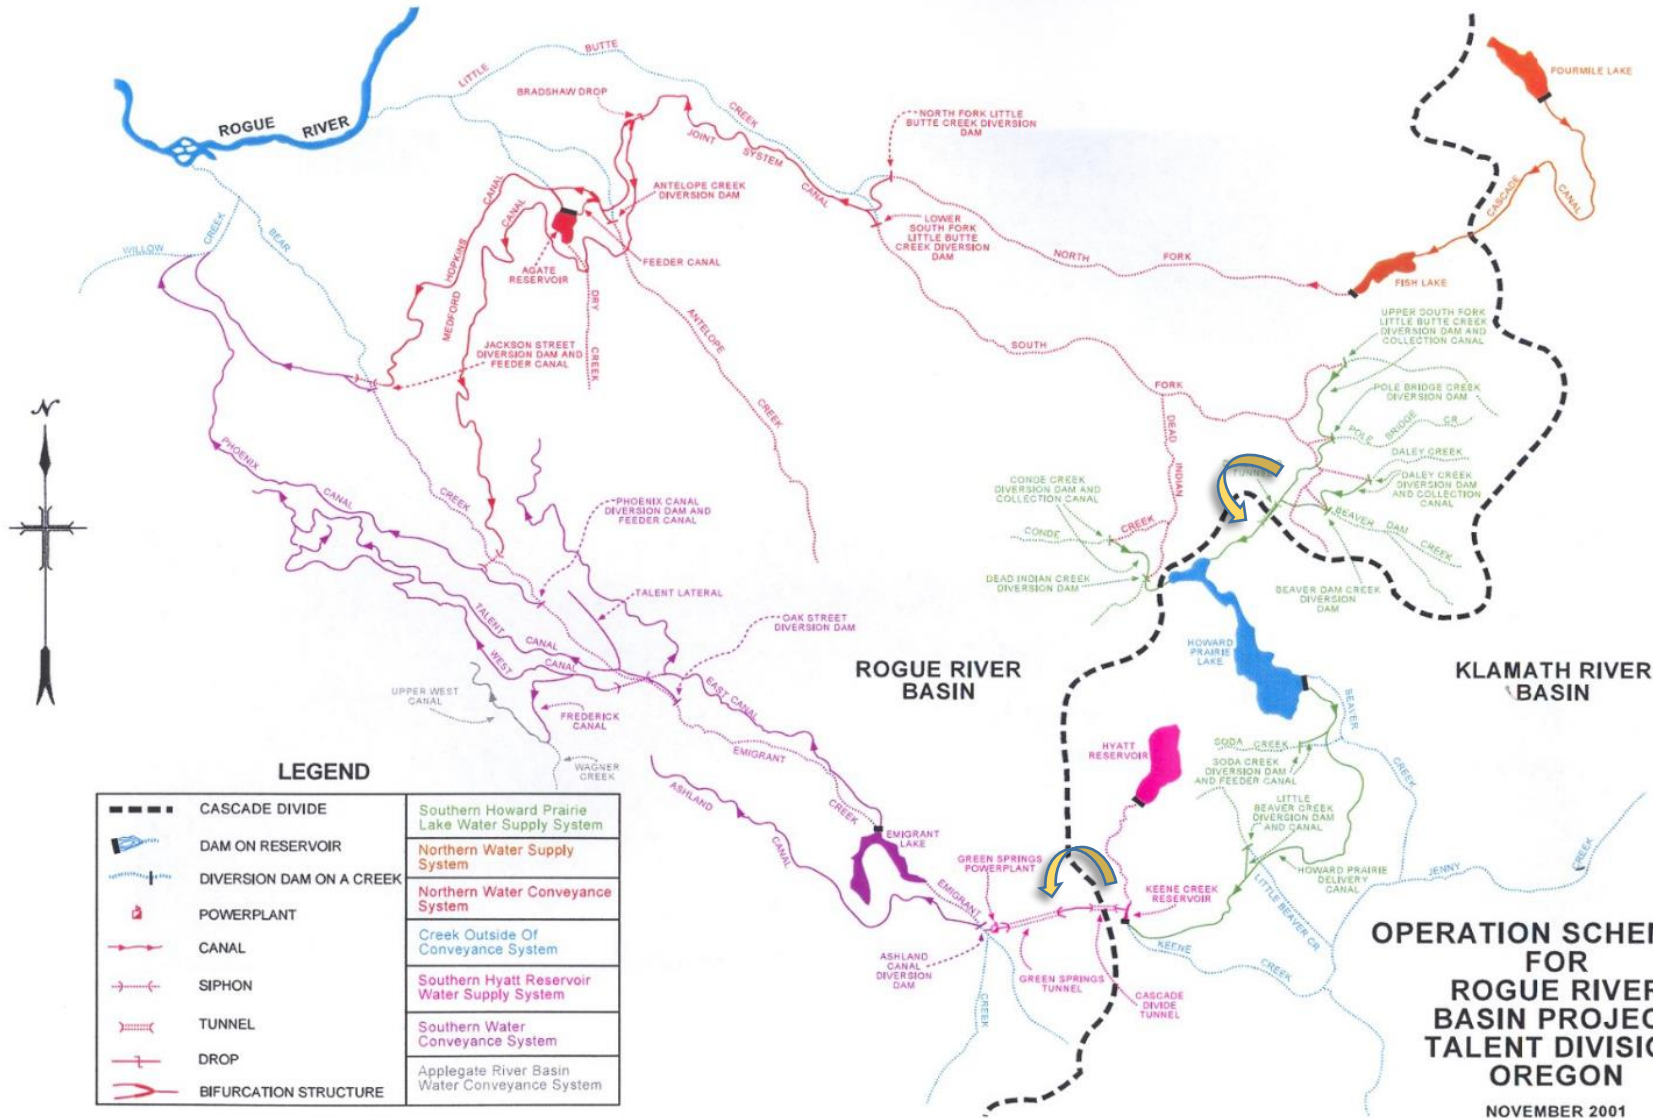 FOURMILE LAKE
CASCADE
CANAL
FISH LAKE
ROGUE RIVER
LITTLE
BUTTE
CREEK
BRADSHAW DROP
JOINT
SYSTEM
CANAL
NORTH FORK LITTLE
BUTTE CREEK DIVERSION
DAM
ANTELOPE CREEK
DIVERSION DAM
LOWER
SOUTH FORK
LITTLE BUTTE
CREEK DIVERSION
DAM
NORTH
FORK
WILLOW
CREEK
BEAR
HOPKINS
CANAL
MEDFORD
CANAL
AGATE
RESERVOIR
FEEDER CANAL
DRY
CREEK
ANTELOPE
CREEK
JACKSON STREET
DIVERSION DAM AND
FEEDER CANAL
SOUTH
FORK
UPPER SOUTH FORK
LITTLE BUTTE CREEK
DIVERSION DAM AND
COLLECTION CANAL
POLE BRIDGE CREEK
DIVERSION DAM
POLE
BRIDGE
CR.
DALEY CREEK
DALEY CREEK
DIVERSION DAM
AND COLLECTION
CANAL
BEAVER
DAM
CREEK
BEAVER DAM CREEK
DIVERSION
DAM
DEAD
INDIAN
CREEK
CONDE CREEK
DIVERSION DAM AND
COLLECTION CANAL
CONDE
DEAD INDIAN CREEK
DIVERSION DAM
N
PHOENIX
CANAL
CREEK
PHOENIX CANAL
DIVERSION DAM AND
FEEDER CANAL
TALENT LATERAL
OAK STREET
DIVERSION DAM
TALENT
CANAL
WEST
CANAL
UPPER WEST
CANAL
FREDERICK
CANAL
WAGNER
CREEK
EAST CANAL
EMIGRANT
CREEK
ASHLAND
CANAL
EMIGRANT
LAKE
EMIGRANT
CREEK
ASHLAND
CANAL
DIVERSION
DAM
ROGUE RIVER
BASIN
KLAMATH RIVER
BASIN
HOWARD
PRAIRIE
LAKE
HYATT
RESERVOIR
BEAVER
CREEK
SODA CREEK
SODA CREEK
DIVERSION DAM
AND FEEDER CANAL
LITTLE
BEAVER CREEK
DIVERSION DAM
AND CANAL
HOWARD PRAIRIE
DELIVERY
CANAL
LITTLE BEAVER CR.
JENNY
CREEK
GREEN SPRINGS
POWERPLANT
KEENE CREEK
RESERVOIR
KEENE
CREEK
GREEN SPRINGS
TUNNEL
CASCADE
DIVIDE
TUNNEL
LEGEND
CASCADE DIVIDE
DAM ON RESERVOIR
DIVERSION DAM ON A CREEK
POWERPLANT
CANAL
SIPHON
TUNNEL
DROP
BIFURCATION STRUCTURE
Southern Howard Prairie
Lake Water Supply System
Northern Water Supply
System
Northern Water Conveyance
System
Creek Outside Of
Conveyance System
Southern Hyatt Reservoir
Water Supply System
Southern Water
Conveyance System
Applegate River Basin
Water Conveyance System
OPERATION SCHE
FOR
ROGUE RIVER
BASIN PROJEC
TALENT DIVISI
OREGON
NOVEMBER 2001